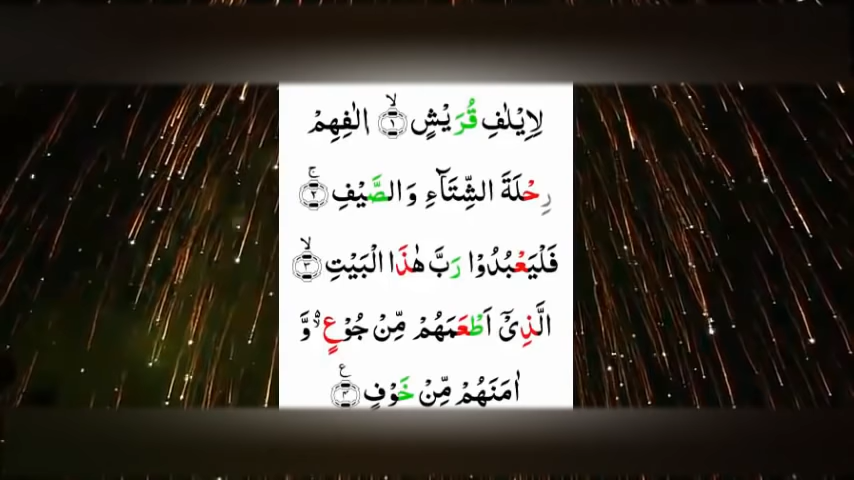 لِاِیْلٰفِ قُرَیْشٍ ۙ﴿۱﴾ اٖلٰفِهِمْ
رِحْلَةَ الشِّتَآءِ وَالصَّیْفِ ۚ﴿۲﴾
فَلْیَعْبُدُوْا رَبَّ هٰذَا الْبَیْتِ ۙ﴿۳﴾
الَّذِیْۤ اَطْعَمَهُمْ مِّنْ جُوْعٍ ۙ۬ وَّ
اٰمَنَهُمْ مِّنْ خَوْفٍ ﴿۴﴾ ع